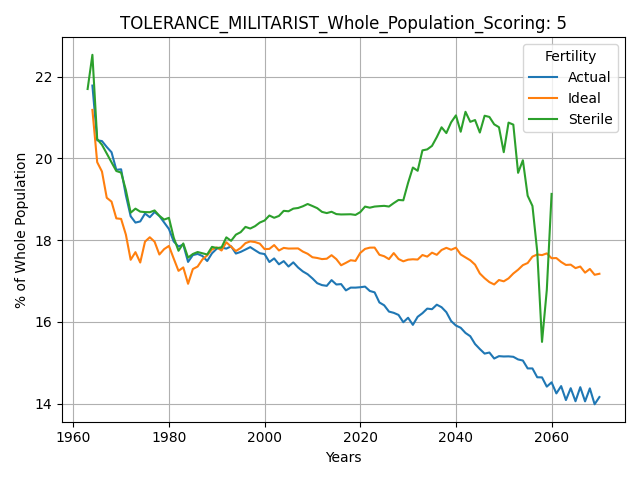 TOLERANCE_MILITARIST_Whole_Population_Scoring: 5
Fertility
Actual
Ideal
Sterile
% of Whole Population
22
20
18
16
14
1960
1980
2000
2020
2040
2060
Years